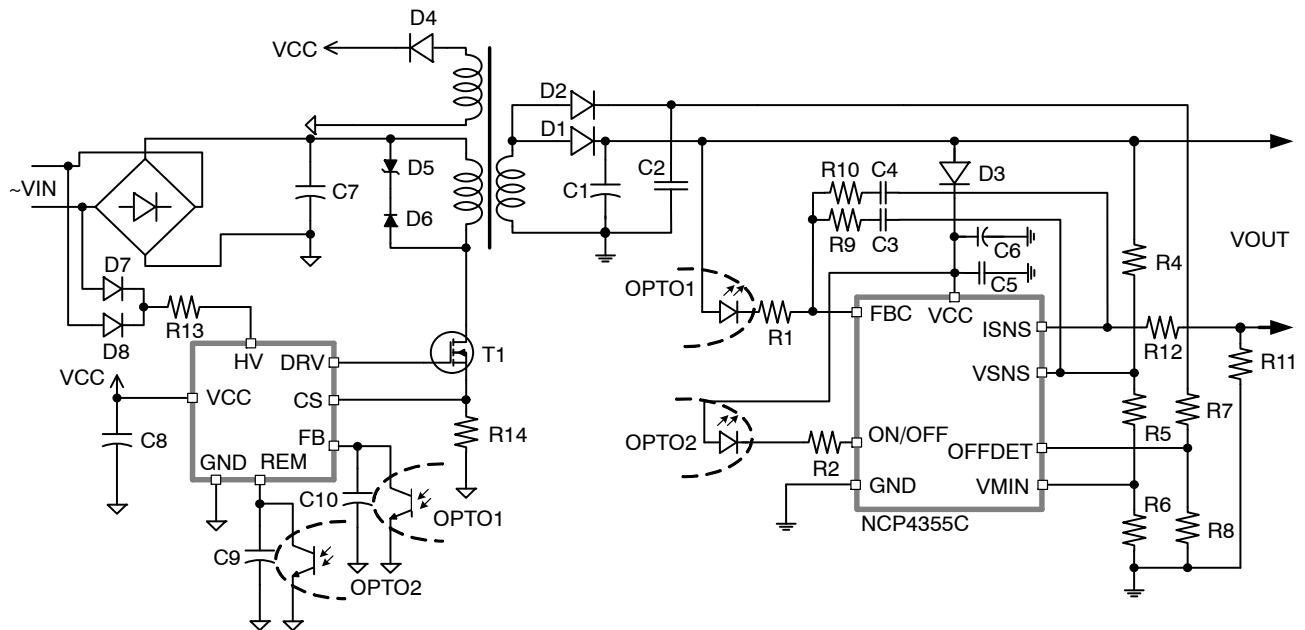 D4
VCC
D2
D1
~VIN
C7
D5
D6
C1
C2
R10
C4
R9
C3
D3
C6
C5
VOUT
R4
D7
D8
R13
OPTO1
R1
FBC
VCC
ISNS
R12
R11
HV
DRV
T1
VCC
VCC
CS
VSNS
C8
FB
R14
OPTO2
R2
ON/OFF
R5
R7
OFFDET
GND
REM
C10
OPTO1
GND
VMIN
NCP4355C
R6
R8
C9
OPTO2